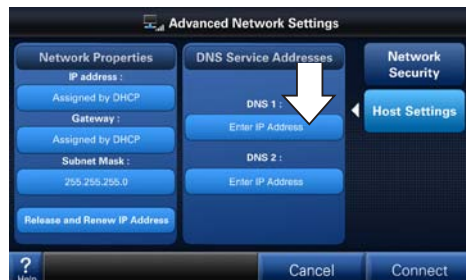 Advanced Network Settings
Network Properties
IP address :
Assigned by DHCP
Gateway :
Assigned by DHCP
Subnet Mask :
255.255.255.0
Release and Renew IP Address
DNS Service Addresses
DNS 1 :
Enter IP Address
DNS 2 :
Enter IP Address
Network
Security
Host Settings
?
Help
Cancel
Connect